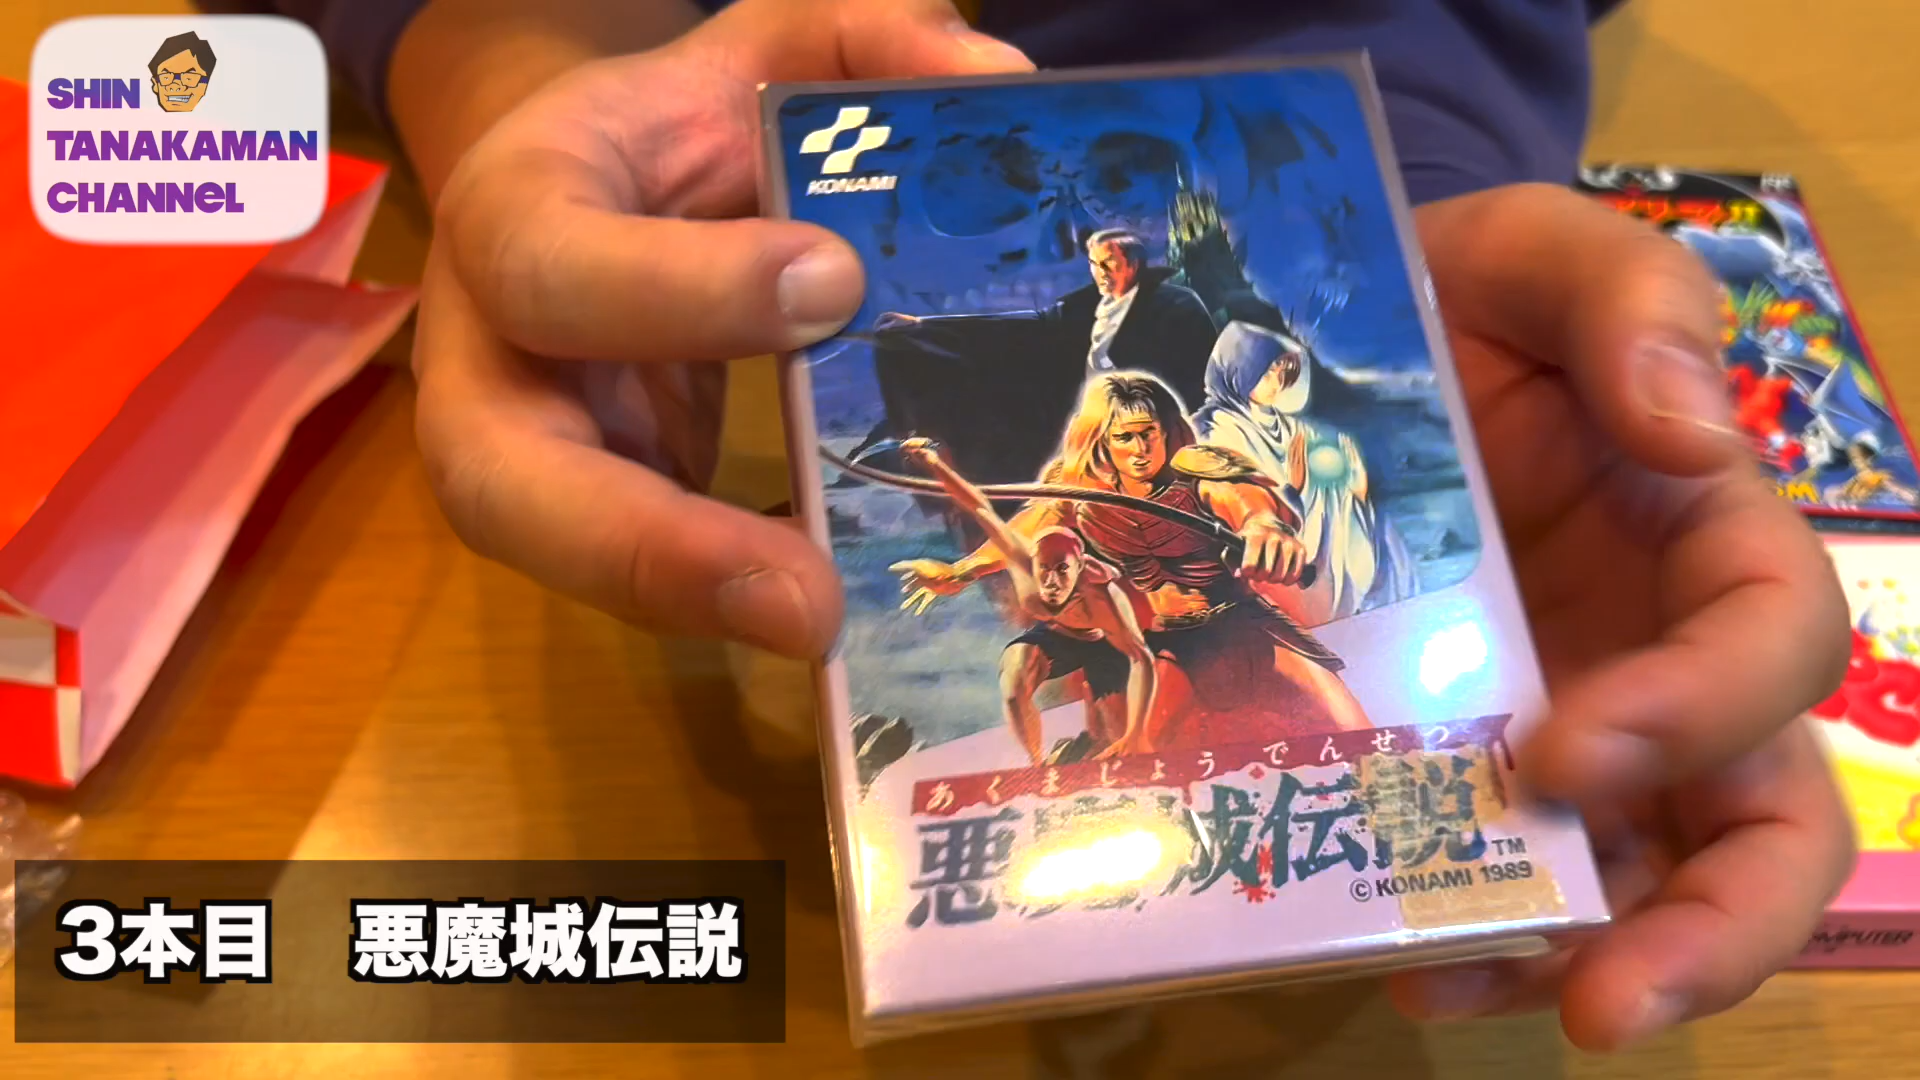 SHIN
TANAKAMAN
CHANNEL
KONAMI
あくまじょうでんせつ
悪魔城伝説
TM
© KONAMI 1989
3本目 悪魔城伝説